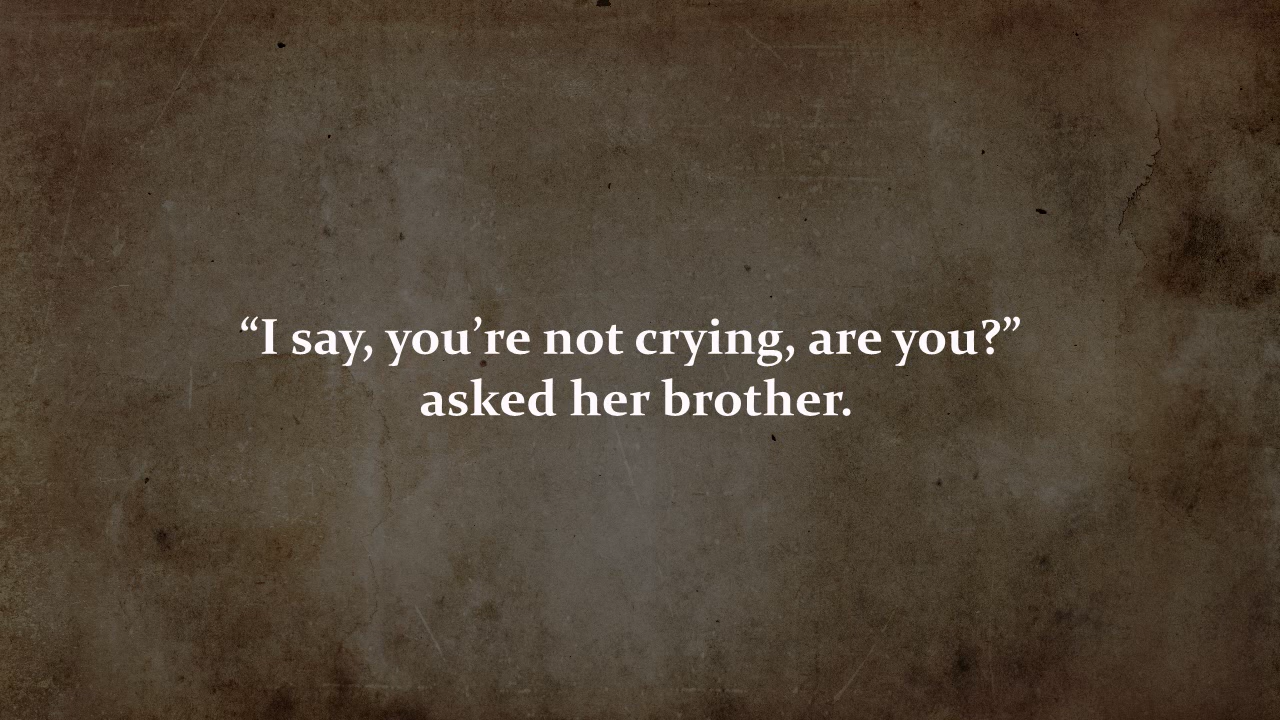 “I say, you’re not crying, are you?”
asked her brother.